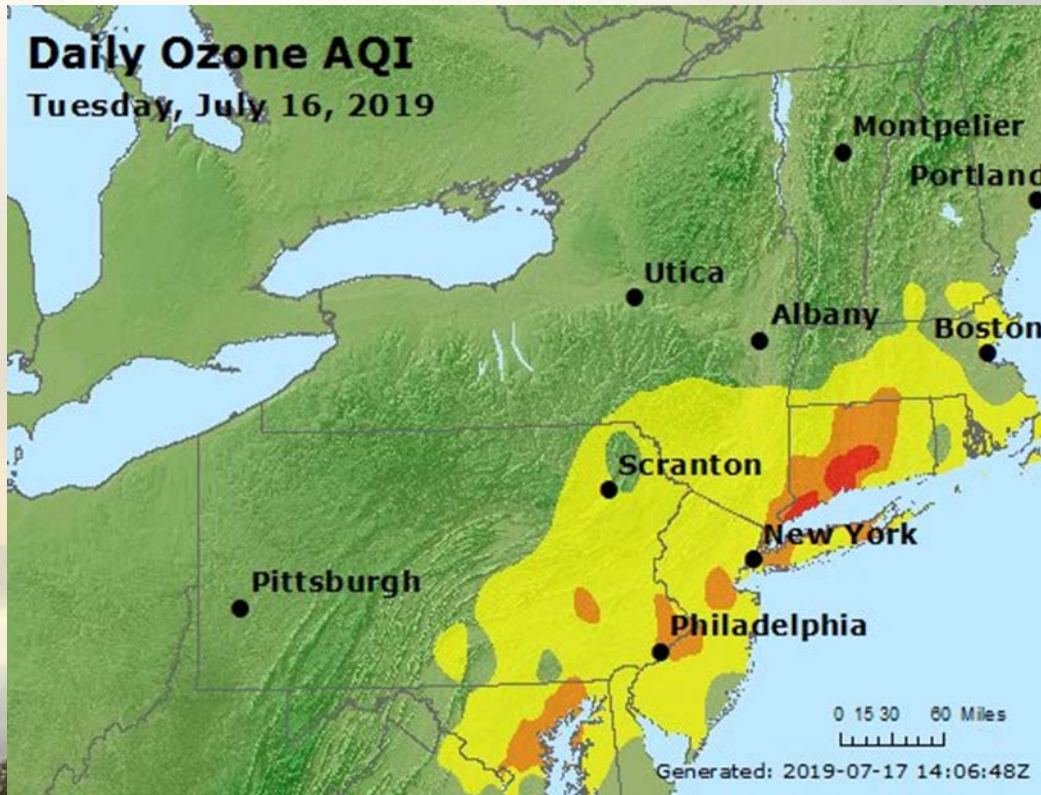 Daily Ozone AQI
Tuesday, July 16, 2019
Montpelier
Portland
Utica
Albany
Boston
Scranton
New York
Pittsburgh
Philadelphia
0 15 30 60 Miles
Generated: 2019-07-17 14:06:48Z